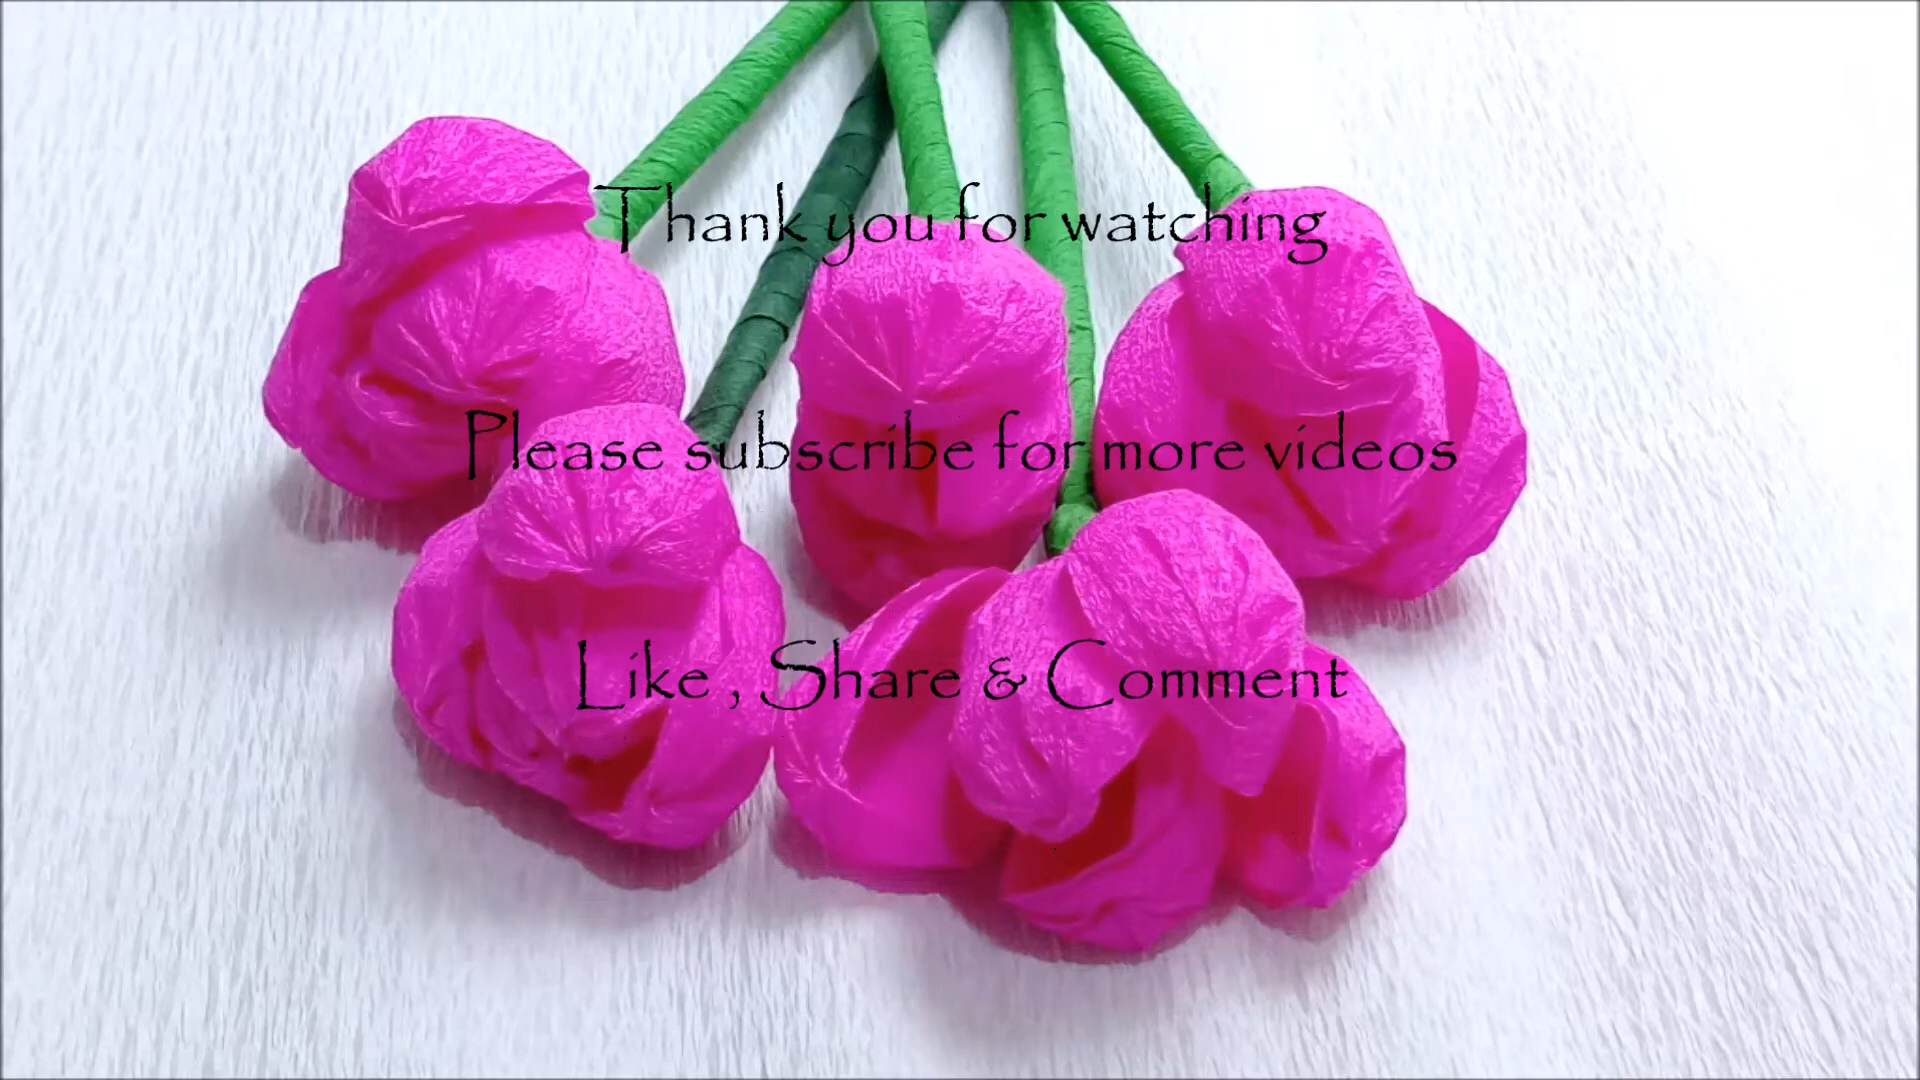 Thank you for watching
Please subscribe for more videos
Like , Share & Comment